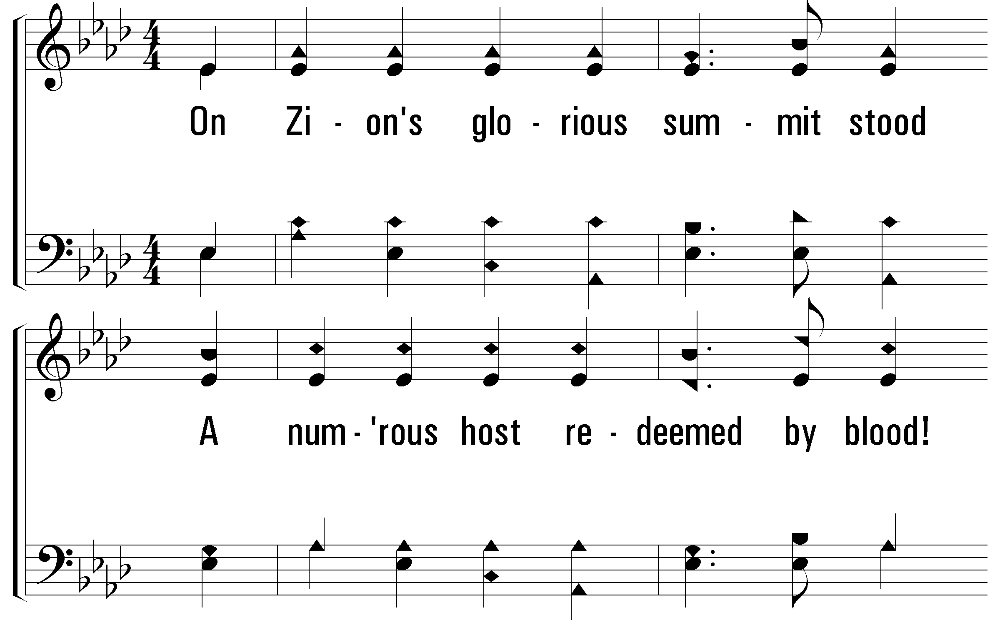 On Zi - on's glo - rious sum - mit stood
A num - 'rous host re - deemed by blood!